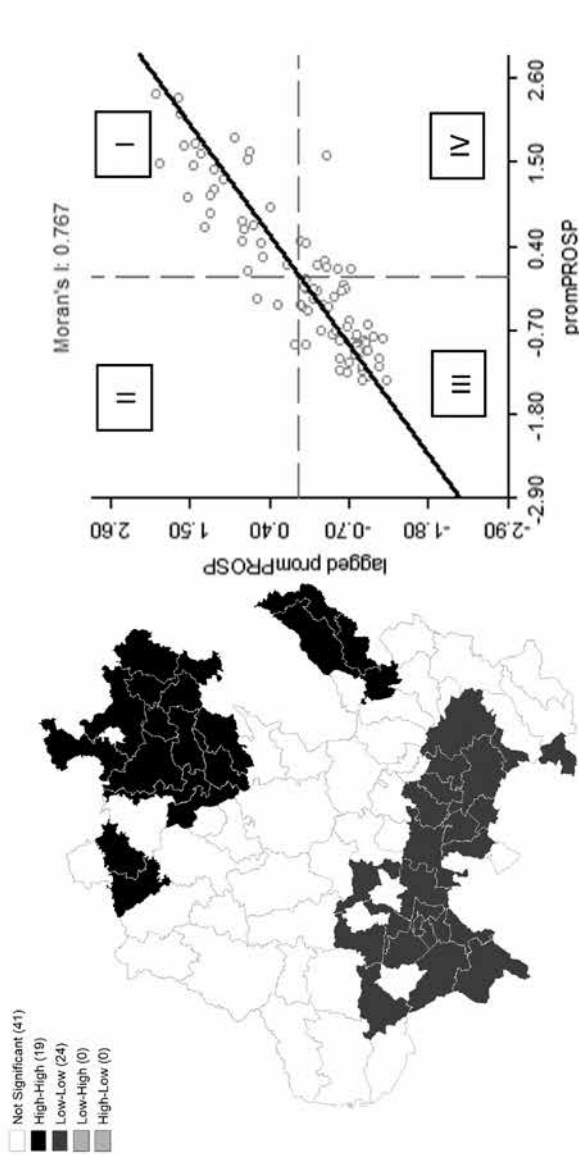 Not Significant (41)
High-High (19)
Low-Low (24)
Low-High (0)
High-Low (0)
Moran's I: 0.767
II
I
III
IV
lagged promPROSP
2.60
1.50
0.40
-0.70
-1.80
-2.90
-2.90
-1.80
-0.70
0.40
1.50
2.60
promPROSP